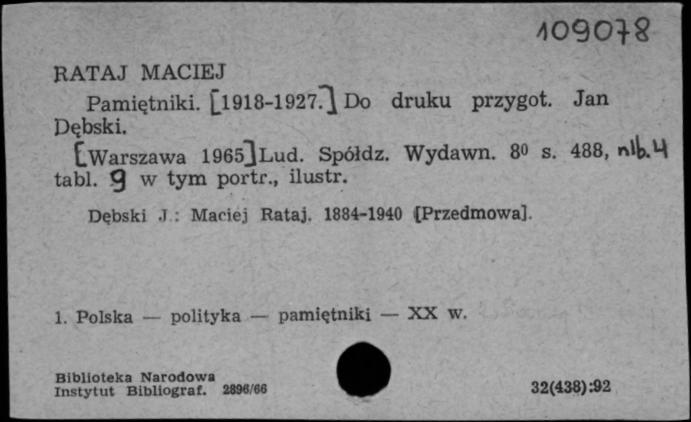 109078
RATAJ MACIEJ
Pamiętniki. [1918-1927.] Do druku przygot. Jan
Dębski.
[Warszawa 1965] Lud. Spółdz. Wydawn. 8⁰ s. 488, nlb. 4
tabl. 9 w tym portr., ilustr.
Dębski J.: Maciej Rataj. 1884-1940 [Przedmowa].
1. Polska — polityka — pamiętniki — XX w.
Biblioteka Narodowa
Instytut Bibliograf. 2896/66
32(438):92